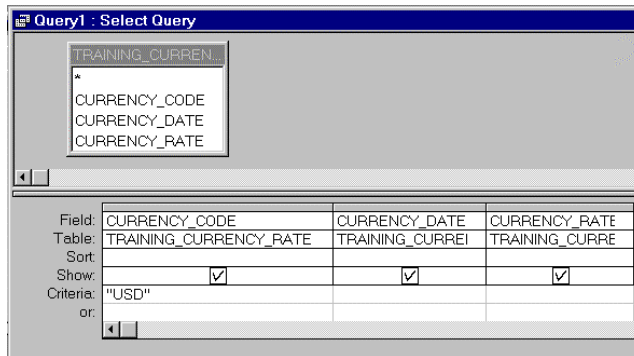 Query1 : Select Query
TRAINING_CURREN...
*
CURRENCY_CODE
CURRENCY_DATE
CURRENCY_RATE
Field: CURRENCY_CODE CURRENCY_DATE CURRENCY_RATE
Table: TRAINING_CURRENCY_RATE TRAINING_CURREI TRAINING_CURRE
Sort:
Show:
Criteria: "USD"
or: